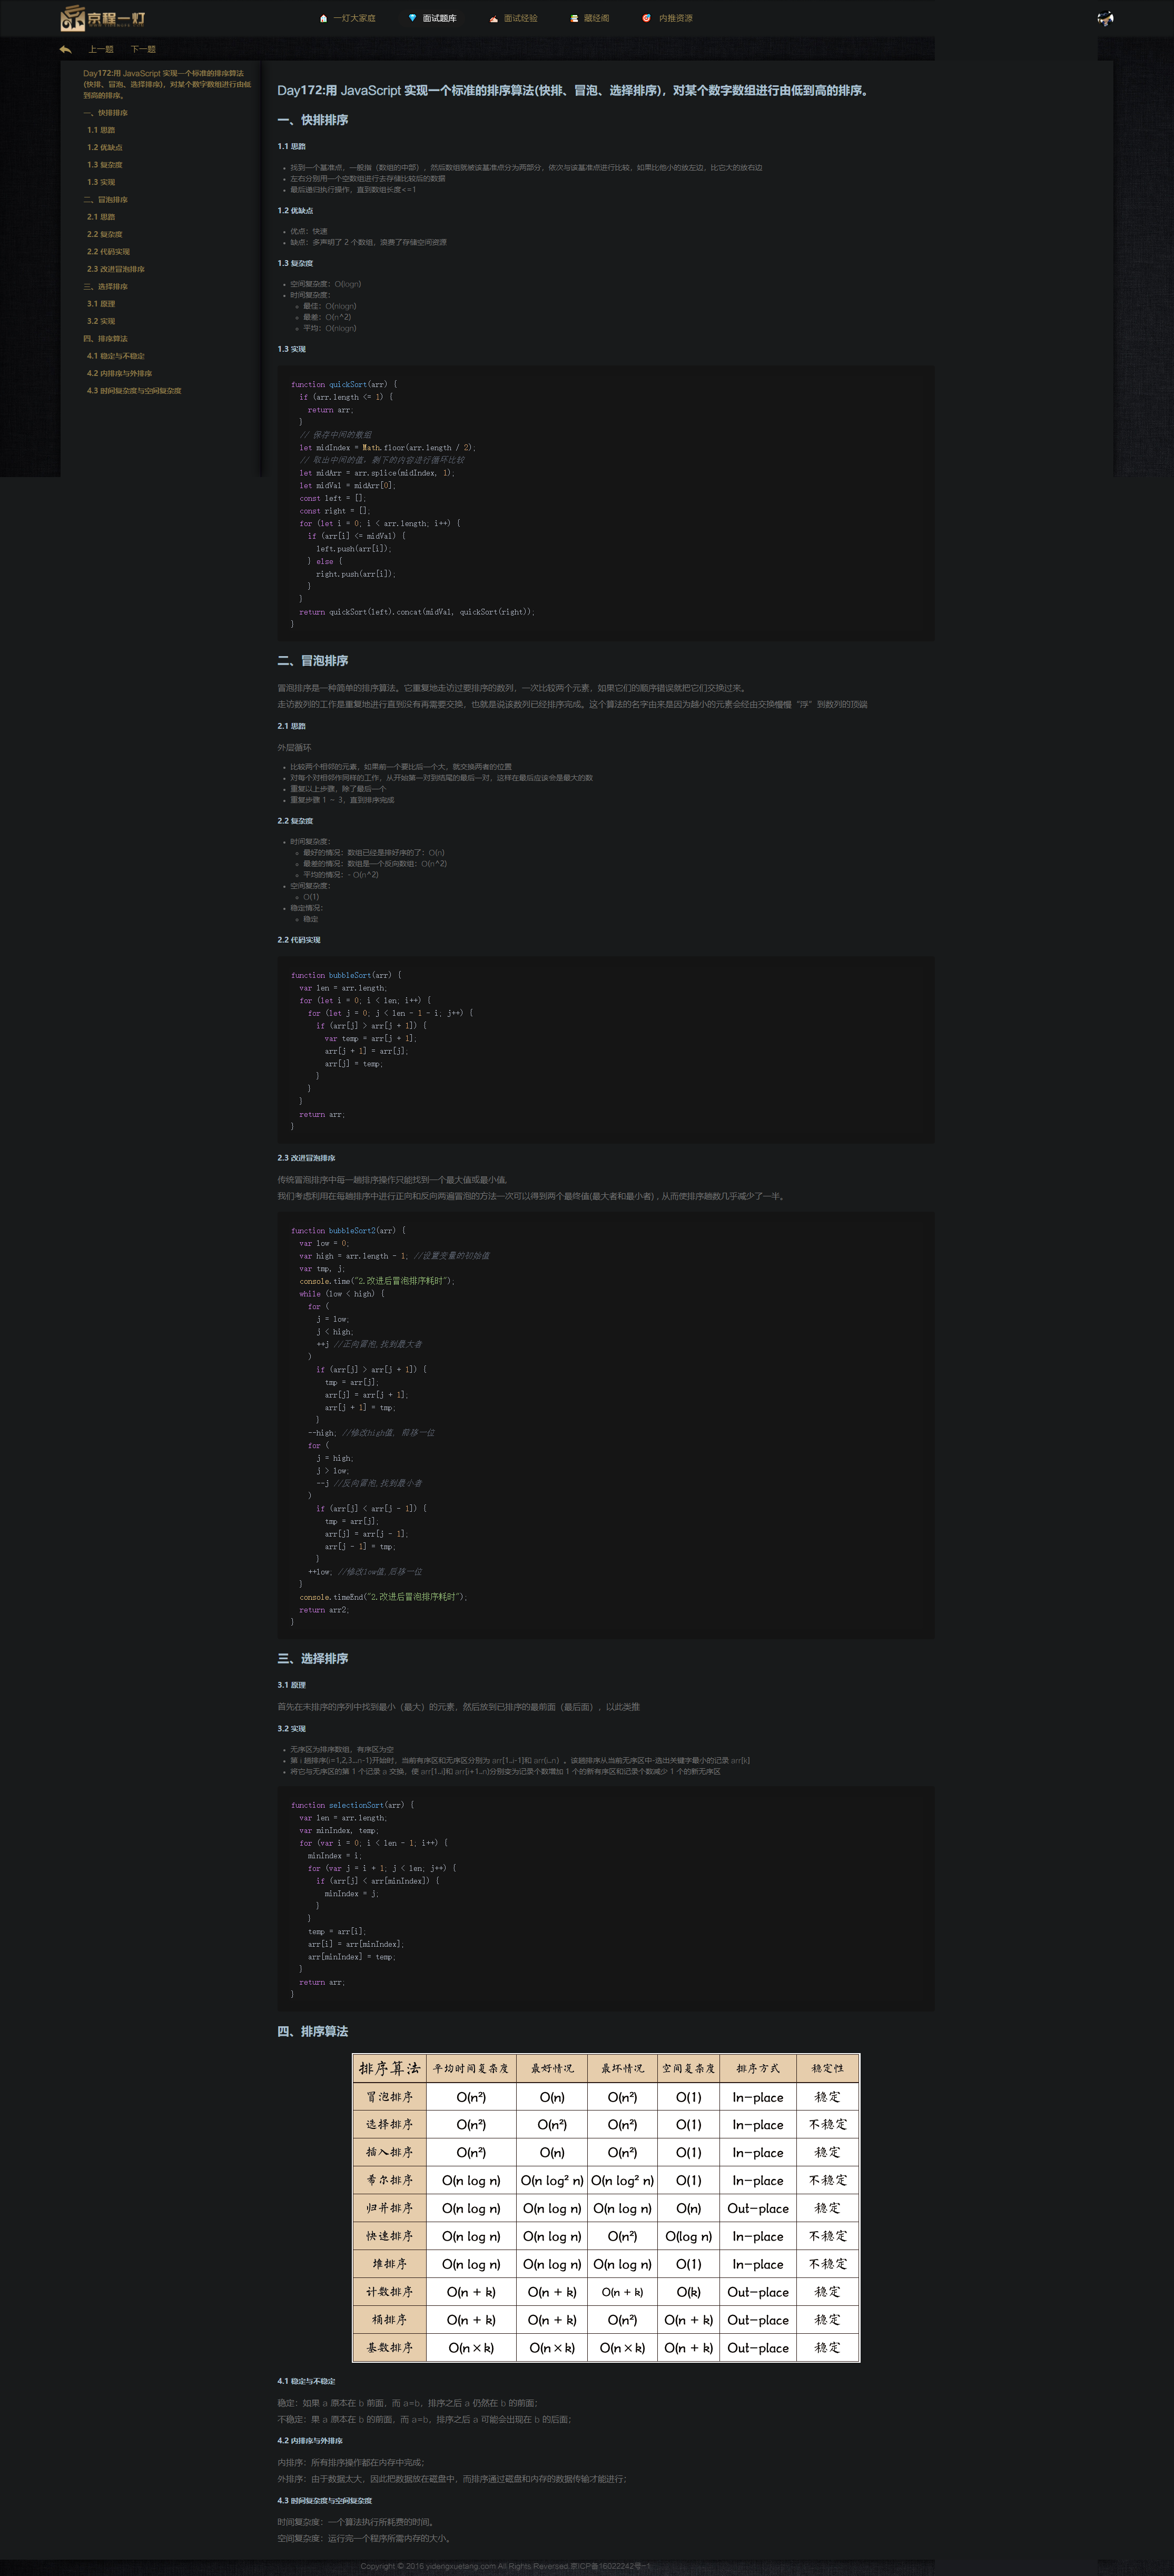 京程一灯
一灯大家庭
面试题库
面试经验
藏经阁
内推资源
上一题 下一题
Day172:用 JavaScript 实现一个标准的排序算法
(快排、冒泡、选择排序)，对某个数字数组进行由低
到高的排序。
一、快排排序
1.1 思路
1.2 优缺点
1.3 复杂度
1.3 实现
二、冒泡排序
2.1 思路
2.2 复杂度
2.2 代码实现
2.3 改进冒泡排序
三、选择排序
3.1 原理
3.2 实现
四、排序算法
4.1 稳定与不稳定
4.2 内排序与外排序
4.3 时间复杂度与空间复杂度
Day172:用 JavaScript 实现一个标准的排序算法(快排、冒泡、选择排序)，对某个数字数组进行由低到高的排序。
一、快排排序
1.1 思路
找到一个基准点，一般指（数组的中部），然后数组就被该基准点分为两部分，依次与该基准点进行比较，如果比他小的放左边，比它大的放右边
左右分别用一个空数组进行去存储比较后的数据
最后递归执行操作，直到数组长度<=1
1.2 优缺点
优点：快速
缺点：多声明了 2 个数组，浪费了存储空间资源
1.3 复杂度
空间复杂度：O(logn)
时间复杂度：
最佳：O(nlogn)
最差：O(n^2)
平均：O(nlogn)
1.3 实现
function quickSort(arr) {
if (arr.length <= 1) {
return arr;
}
// 保存中间的数组
let midIndex = Math.floor(arr.length / 2);
// 取出中间的值，剩下的内容进行循环比较
let midArr = arr.splice(midIndex, 1);
let midVal = midArr[0];
const left = [];
const right = [];
for (let i = 0; i < arr.length; i++) {
if (arr[i] <= midVal) {
left.push(arr[i]);
} else {
right.push(arr[i]);
}
}
return quickSort(left).concat(midVal, quickSort(right));
}
二、冒泡排序
冒泡排序是一种简单的排序算法。它重复地走访过要排序的数列，一次比较两个元素，如果它们的顺序错误就把它们交换过来。
走访数列的工作是重复地进行直到没有再需要交换，也就是说该数列已经排序完成。这个算法的名字由来是因为越小的元素会经由交换慢慢“浮”到数列的顶端
2.1 思路
外层循环
比较两个相邻的元素，如果前一个要比后一个大，就交换两者的位置
对每个对相邻作同样的工作，从开始第一对到结尾的最后一对，这样在最后应该会是最大的数
重复以上步骤，除了最后一个
重复步骤 1 ~ 3，直到排序完成
2.2 复杂度
时间复杂度：
最好的情况：数组已经是排好序的了：O(n)
最差的情况：数组是一个反向数组：O(n^2)
平均的情况：- O(n^2)
空间复杂度：
O(1)
稳定情况：
稳定
2.2 代码实现
function bubbleSort(arr) {
var len = arr.length;
for (let i = 0; i < len; i++) {
for (let j = 0; j < len - 1 - i; j++) {
if (arr[j] > arr[j + 1]) {
var temp = arr[j + 1];
arr[j + 1] = arr[j];
arr[j] = temp;
}
}
}
return arr;
}
2.3 改进冒泡排序
传统冒泡排序中每一趟排序操作只能找到一个最大值或最小值,
我们考虑利用在每趟排序中进行正向和反向两遍冒泡的方法一次可以得到两个最终值(最大者和最小者) , 从而使排序趟数几乎减少了一半。
function bubbleSort2(arr) {
var low = 0;
var high = arr.length - 1; //设置变量的初始值
var tmp, j;
console.time("2.改进后冒泡排序耗时");
while (low < high) {
for (
j = low;
j < high;
++j //正向冒泡,找到最大者
)
if (arr[j] > arr[j + 1]) {
tmp = arr[j];
arr[j] = arr[j + 1];
arr[j + 1] = tmp;
}
--high; //修改high值, 前移一位
for (
j = high;
j > low;
--j //反向冒泡,找到最小者
)
if (arr[j] < arr[j - 1]) {
tmp = arr[j];
arr[j] = arr[j - 1];
arr[j - 1] = tmp;
}
++low; //修改low值,后移一位
}
console.timeEnd("2.改进后冒泡排序耗时");
return arr2;
}
三、选择排序
3.1 原理
首先在未排序的序列中找到最小（最大）的元素，然后放到已排序的最前面（最后面），以此类推
3.2 实现
无序区为排序数组，有序区为空
第 i 趟排序(i=1,2,3...n-1)开始时，当前有序区和无序区分别为 arr[1..i-1]和 arr(i..n）。该趟排序从当前无序区中-选出关键字最小的记录 arr[k]
将它与无序区的第 1 个记录 a 交换，使 arr[1..i]和 arr[i+1..n)分别变为记录个数增加 1 个的新有序区和记录个数减少 1 个的新无序区
function selectionSort(arr) {
var len = arr.length;
var minIndex, temp;
for (var i = 0; i < len - 1; i++) {
minIndex = i;
for (var j = i + 1; j < len; j++) {
if (arr[j] < arr[minIndex]) {
minIndex = j;
}
}
temp = arr[i];
arr[i] = arr[minIndex];
arr[minIndex] = temp;
}
return arr;
}
四、排序算法
排序算法 平均时间复杂度 最好情况 最坏情况 空间复杂度 排序方式 稳定性
冒泡排序 O(n²) O(n) O(n²) O(1) In-place 稳定
选择排序 O(n²) O(n²) O(n²) O(1) In-place 不稳定
插入排序 O(n²) O(n) O(n²) O(1) In-place 稳定
希尔排序 O(n log n) O(n log² n) O(n log² n) O(1) In-place 不稳定
归并排序 O(n log n) O(n log n) O(n log n) O(n) Out-place 稳定
快速排序 O(n log n) O(n log n) O(n²) O(log n) In-place 不稳定
堆排序 O(n log n) O(n log n) O(n log n) O(1) In-place 不稳定
计数排序 O(n + k) O(n + k) O(n + k) O(k) Out-place 稳定
桶排序 O(n + k) O(n + k) O(n²) O(n + k) Out-place 稳定
基数排序 O(n×k) O(n×k) O(n×k) O(n + k) Out-place 稳定
4.1 稳定与不稳定
稳定：如果 a 原本在 b 前面，而 a=b，排序之后 a 仍然在 b 的前面；
不稳定：果 a 原本在 b 的前面，而 a=b，排序之后 a 可能会出现在 b 的后面；
4.2 内排序与外排序
内排序：所有排序操作都在内存中完成；
外排序：由于数据太大，因此把数据放在磁盘中，而排序通过磁盘和内存的数据传输才能进行；
4.3 时间复杂度与空间复杂度
时间复杂度：一个算法执行所耗费的时间。
空间复杂度：运行完一个程序所需内存的大小。
Copyright © 2016 yidengxuetang.com All Rights Reversed.京ICP备16022242号-1